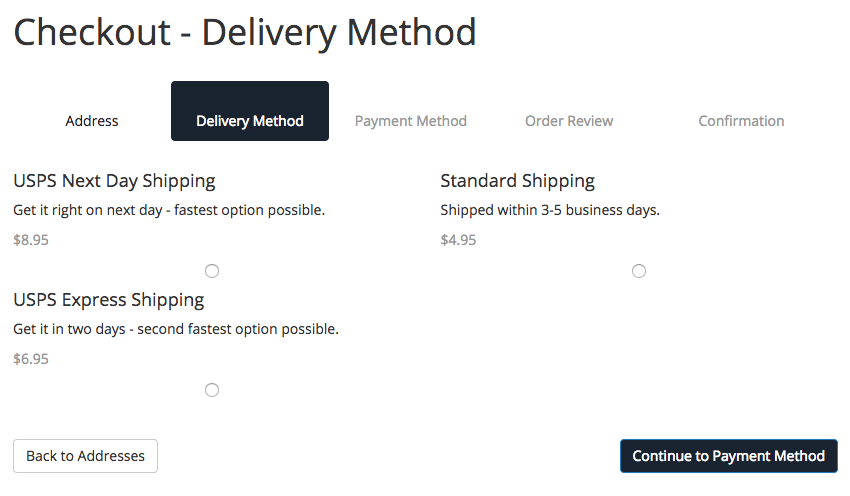 Checkout - Delivery Method
Address
Delivery Method
Payment Method
Order Review
Confirmation
USPS Next Day Shipping
Get it right on next day - fastest option possible.
$8.95
Standard Shipping
Shipped within 3-5 business days.
$4.95
USPS Express Shipping
Get it in two days - second fastest option possible.
$6.95
Back to Addresses
Continue to Payment Method